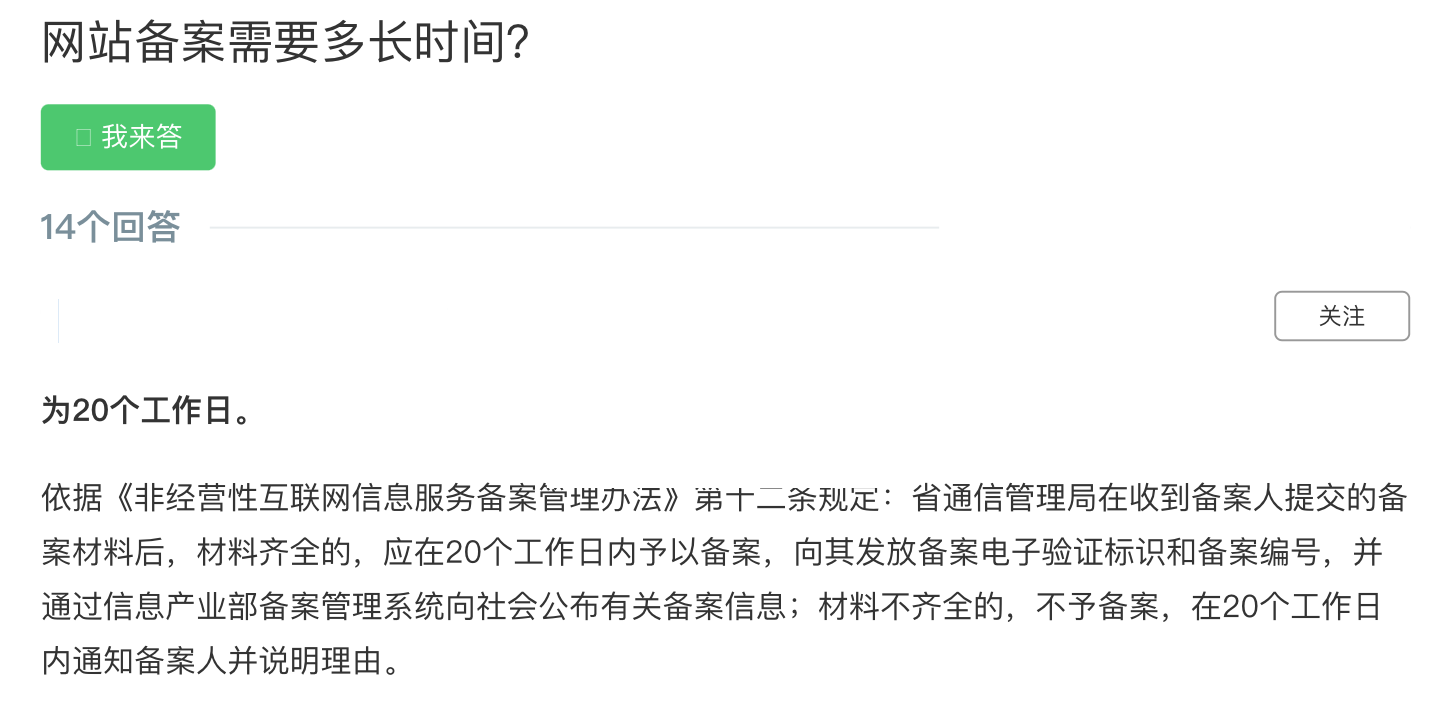 网站备案需要多长时间？
我来答
14个回答
关注
为20个工作日。
依据《非经营性互联网信息服务备案管理办法》第十二条规定：省通信管理局在收到备案人提交的备
案材料后，材料齐全的，应在20个工作日内予以备案，向其发放备案电子验证标识和备案编号，并
通过信息产业部备案管理系统向社会公布有关备案信息；材料不齐全的，不予备案，在20个工作日
内通知备案人并说明理由。